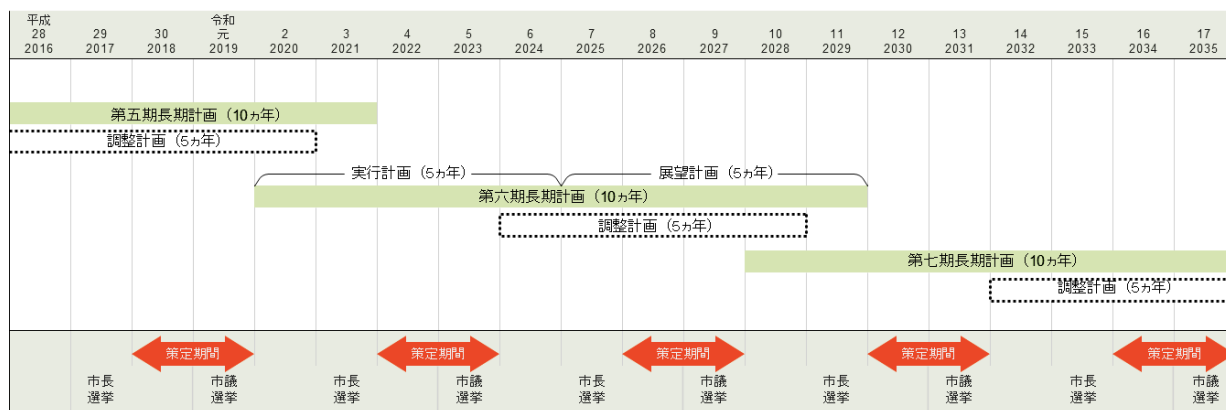 平成 令和
28 29 30 元 2 3 4 5 6 7 8 9 10 11 12 13 14 15 16 17
2016 2017 2018 2019 2020 2021 2022 2023 2024 2025 2026 2027 2028 2029 2030 2031 2032 2033 2034 2035
第五期長期計画（10ヵ年）
調整計画（5ヵ年）
実行計画（5ヵ年） 展望計画（5ヵ年）
第六期長期計画（10ヵ年）
調整計画（5ヵ年）
第七期長期計画（10ヵ年）
調整計画（5ヵ年）
策定期間 策定期間 策定期間 策定期間 策定期間
市長 市議 市長 市議 市長 市議 市長 市議 市長 市議
選挙 選挙 選挙 選挙 選挙 選挙 選挙 選挙 選挙 選挙